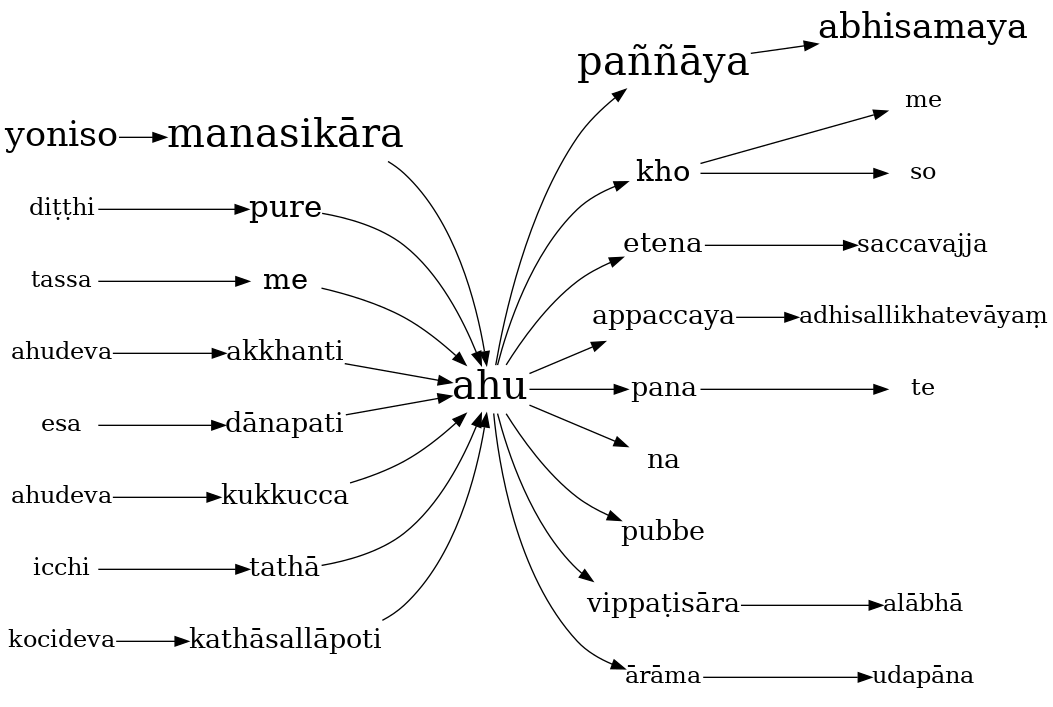 abhisamaya
paññāya
me
yoniso manasikāra
kho so
diṭṭhi pure
etena saccavajja
tassa me
appaccaya adhisallikhatevāyaṃ
ahudeva akkhanti
ahu pana te
esa dānapati
na
ahudeva kukkucca
pubbe
icchi tathā
vippaṭisāra alābhā
kocideva kathāsallāpoti
ārāma udapāna